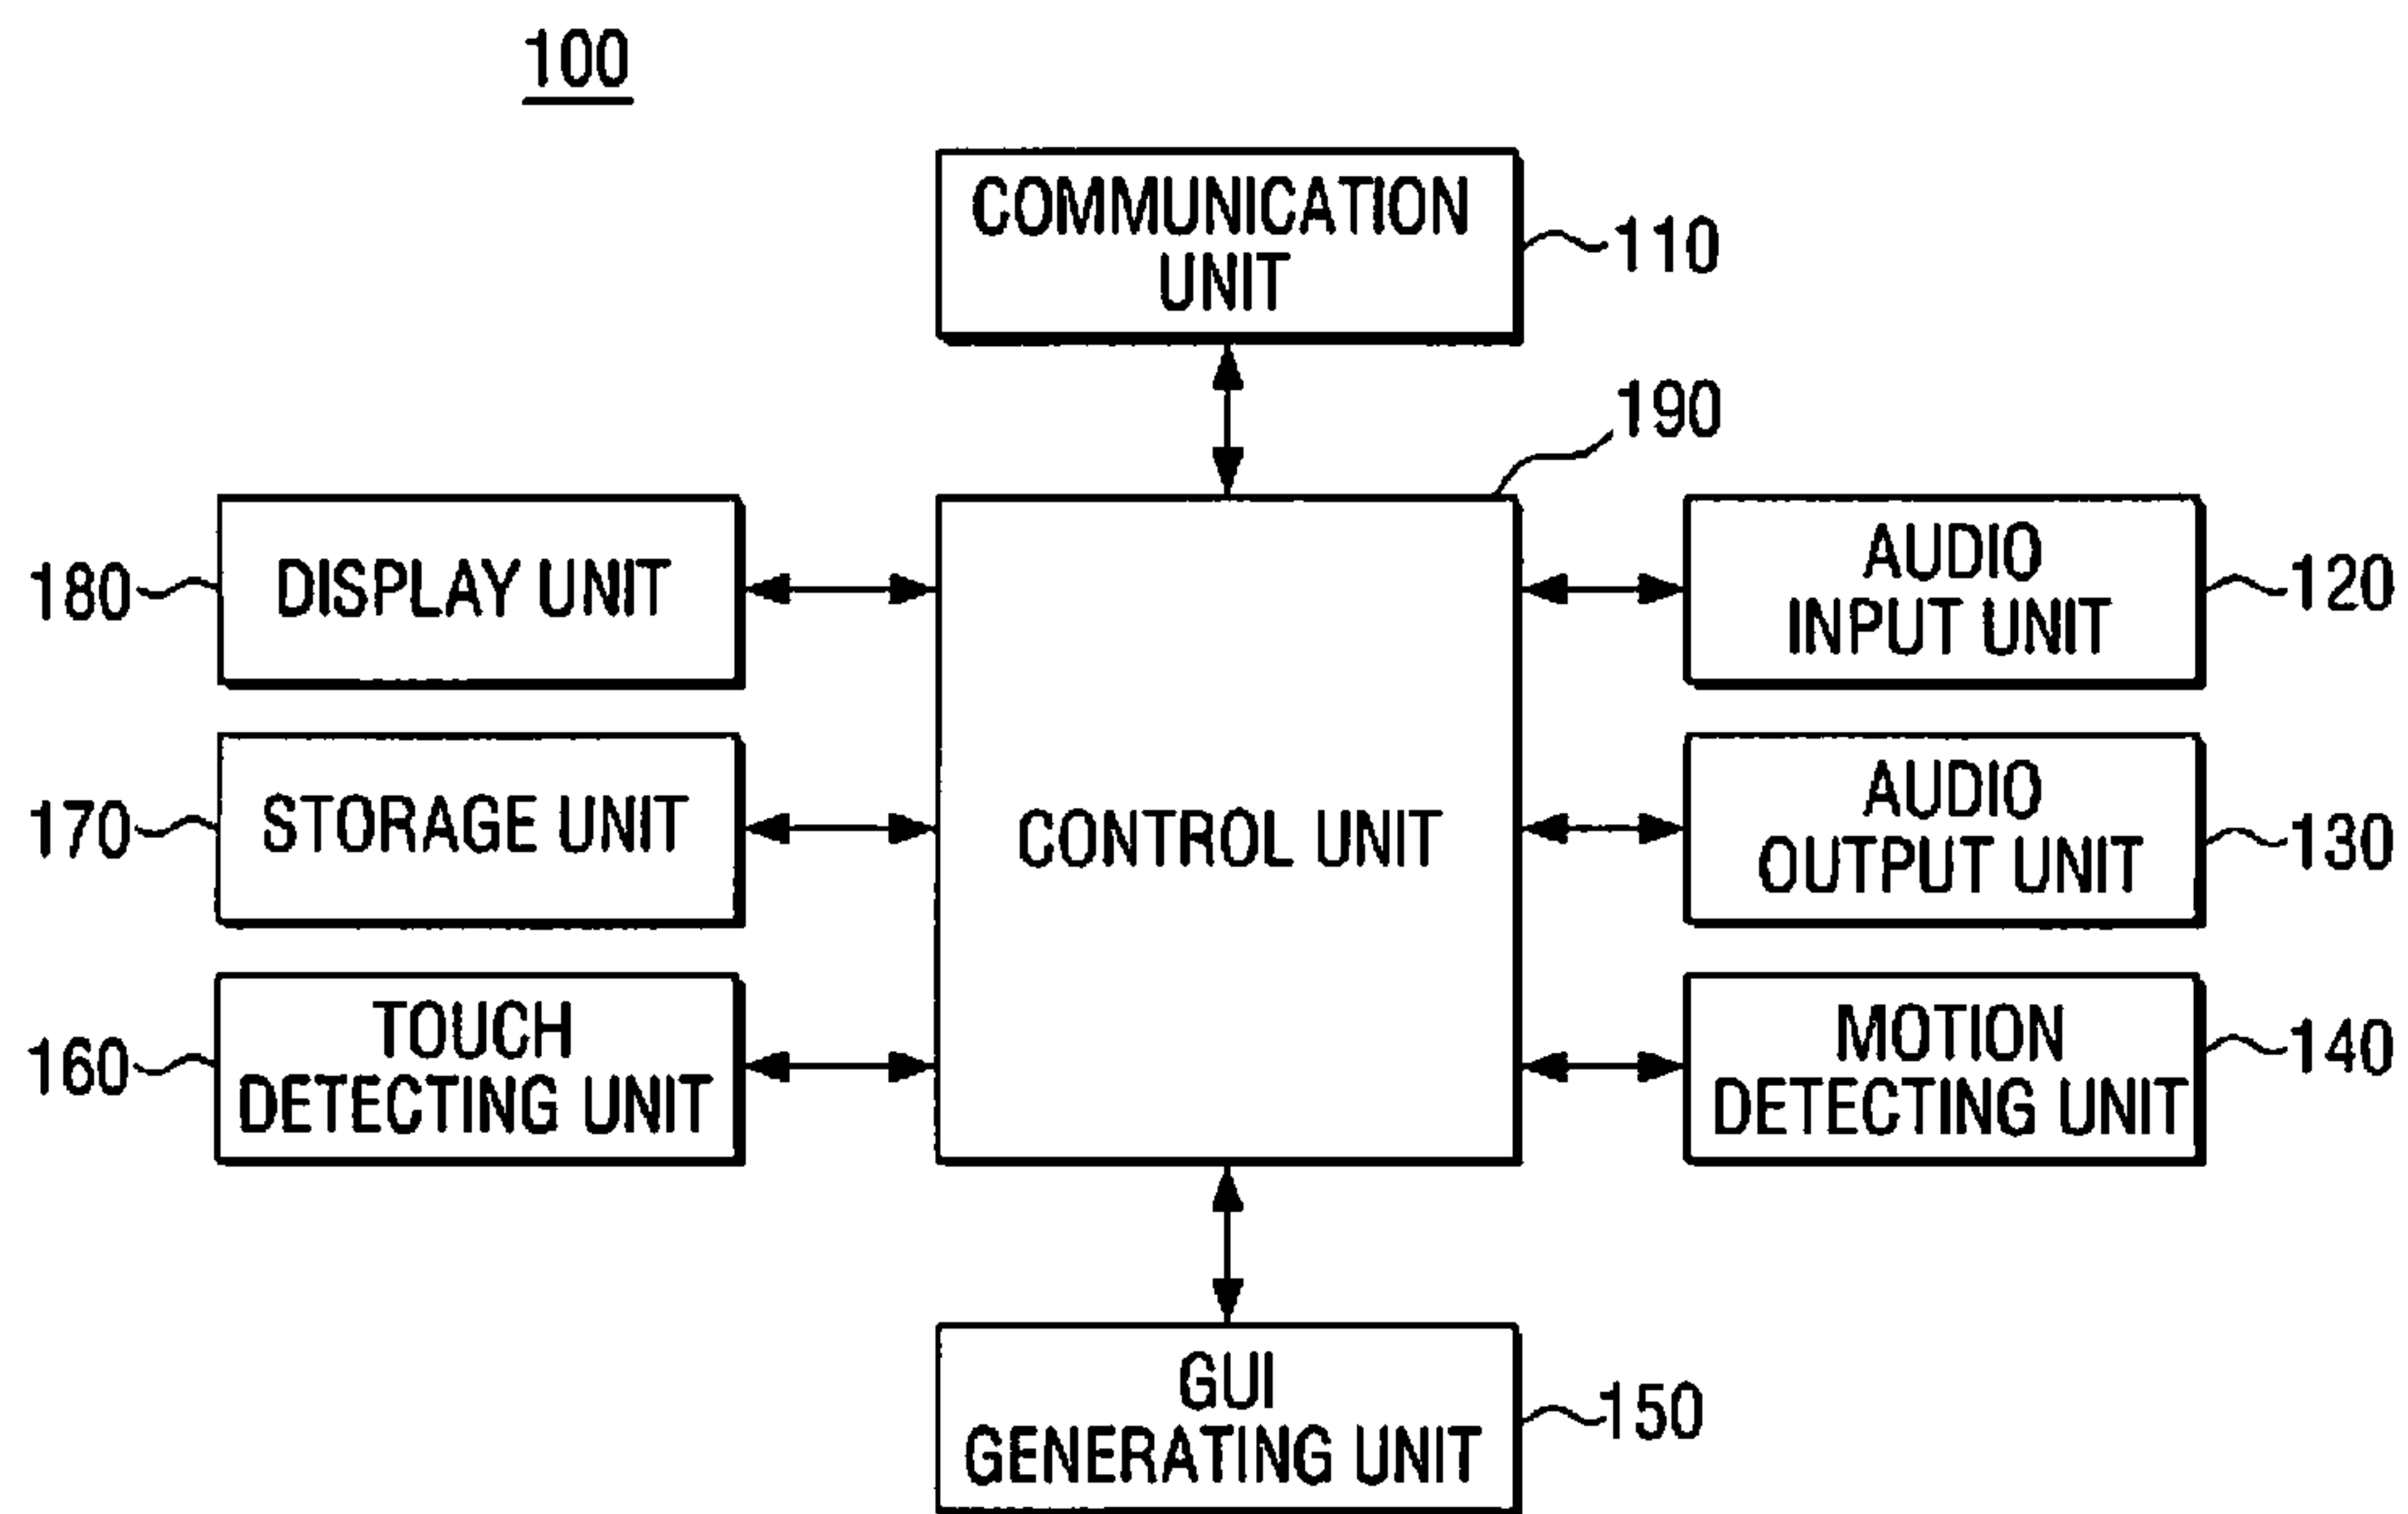 100
COMMUNICATION
UNIT
110
190
180
DISPLAY UNIT
AUDIO
INPUT UNIT
120
170
STORAGE UNIT
CONTROL UNIT
AUDIO
OUTPUT UNIT
130
160
TOUCH
DETECTING UNIT
MOTION
DETECTING UNIT
140
GUI
GENERATING UNIT
150